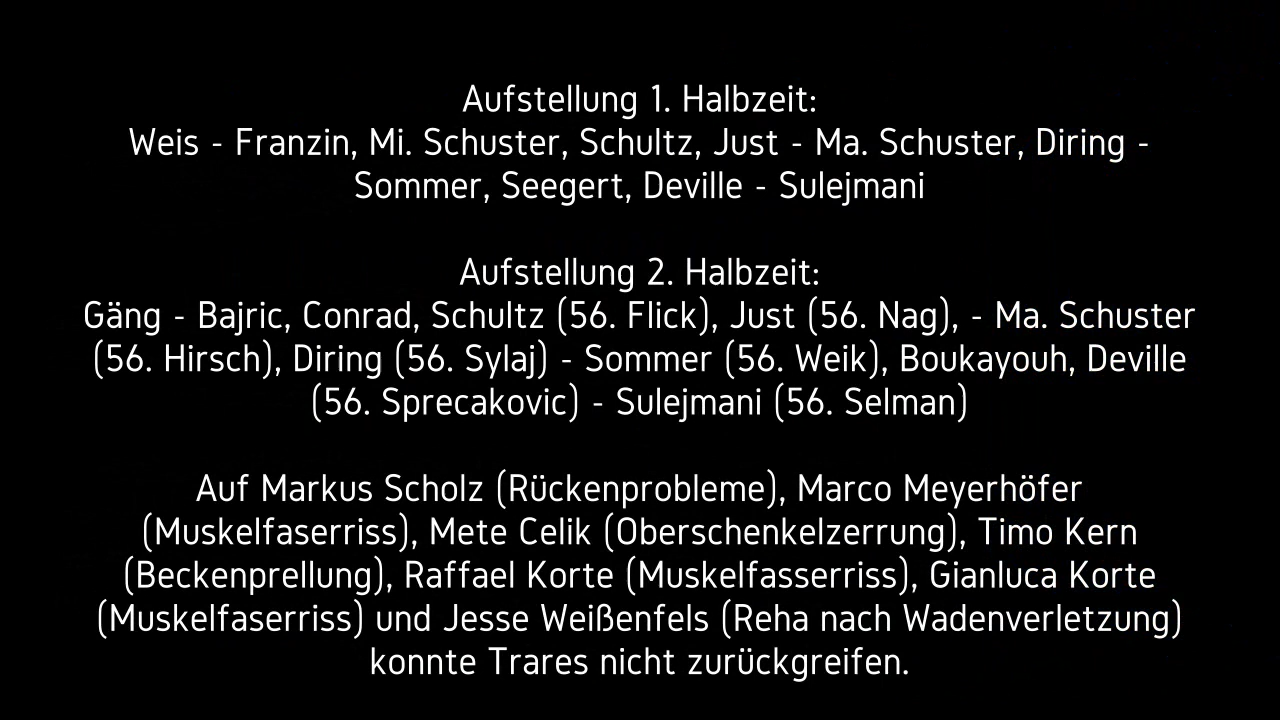 Aufstellung 1. Halbzeit:
Weis - Franzin, Mi. Schuster, Schultz, Just - Ma. Schuster, Diring -
Sommer, Seegert, Deville - Sulejmani
Aufstellung 2. Halbzeit:
Gäng - Bajric, Conrad, Schultz (56. Flick), Just (56. Nag), - Ma. Schuster
(56. Hirsch), Diring (56. Sylaj) - Sommer (56. Weik), Boukayouh, Deville
(56. Sprecakovic) - Sulejmani (56. Selman)
Auf Markus Scholz (Rückenprobleme), Marco Meyerhöfer
(Muskelfaserriss), Mete Celik (Oberschenkelzerrung), Timo Kern
(Beckenprellung), Raffael Korte (Muskelfasserriss), Gianluca Korte
(Muskelfaserriss) und Jesse Weißenfels (Reha nach Wadenverletzung)
konnte Trares nicht zurückgreifen.